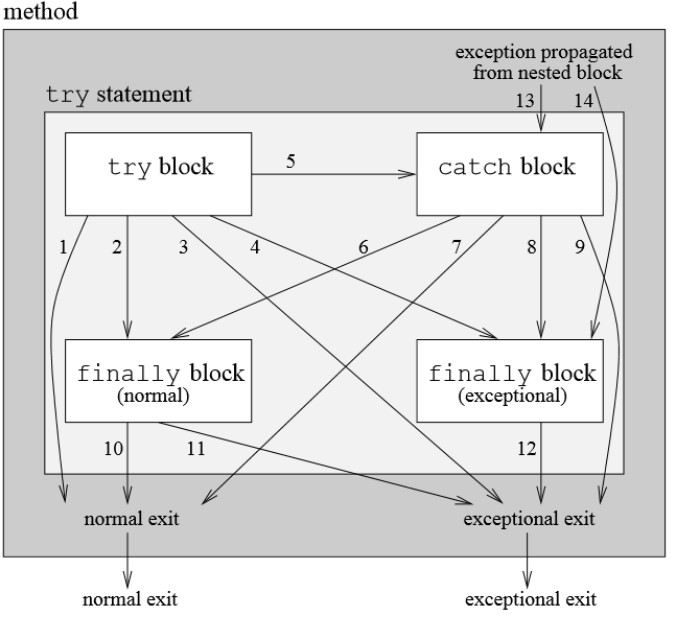 method
exception propagated
from nested block
try statement
13
14
try block
5
catch block
1
2
3
4
6
7
8
9
finally block
(normal)
finally block
(exceptional)
10
11
12
normal exit
exceptional exit
normal exit
exceptional exit